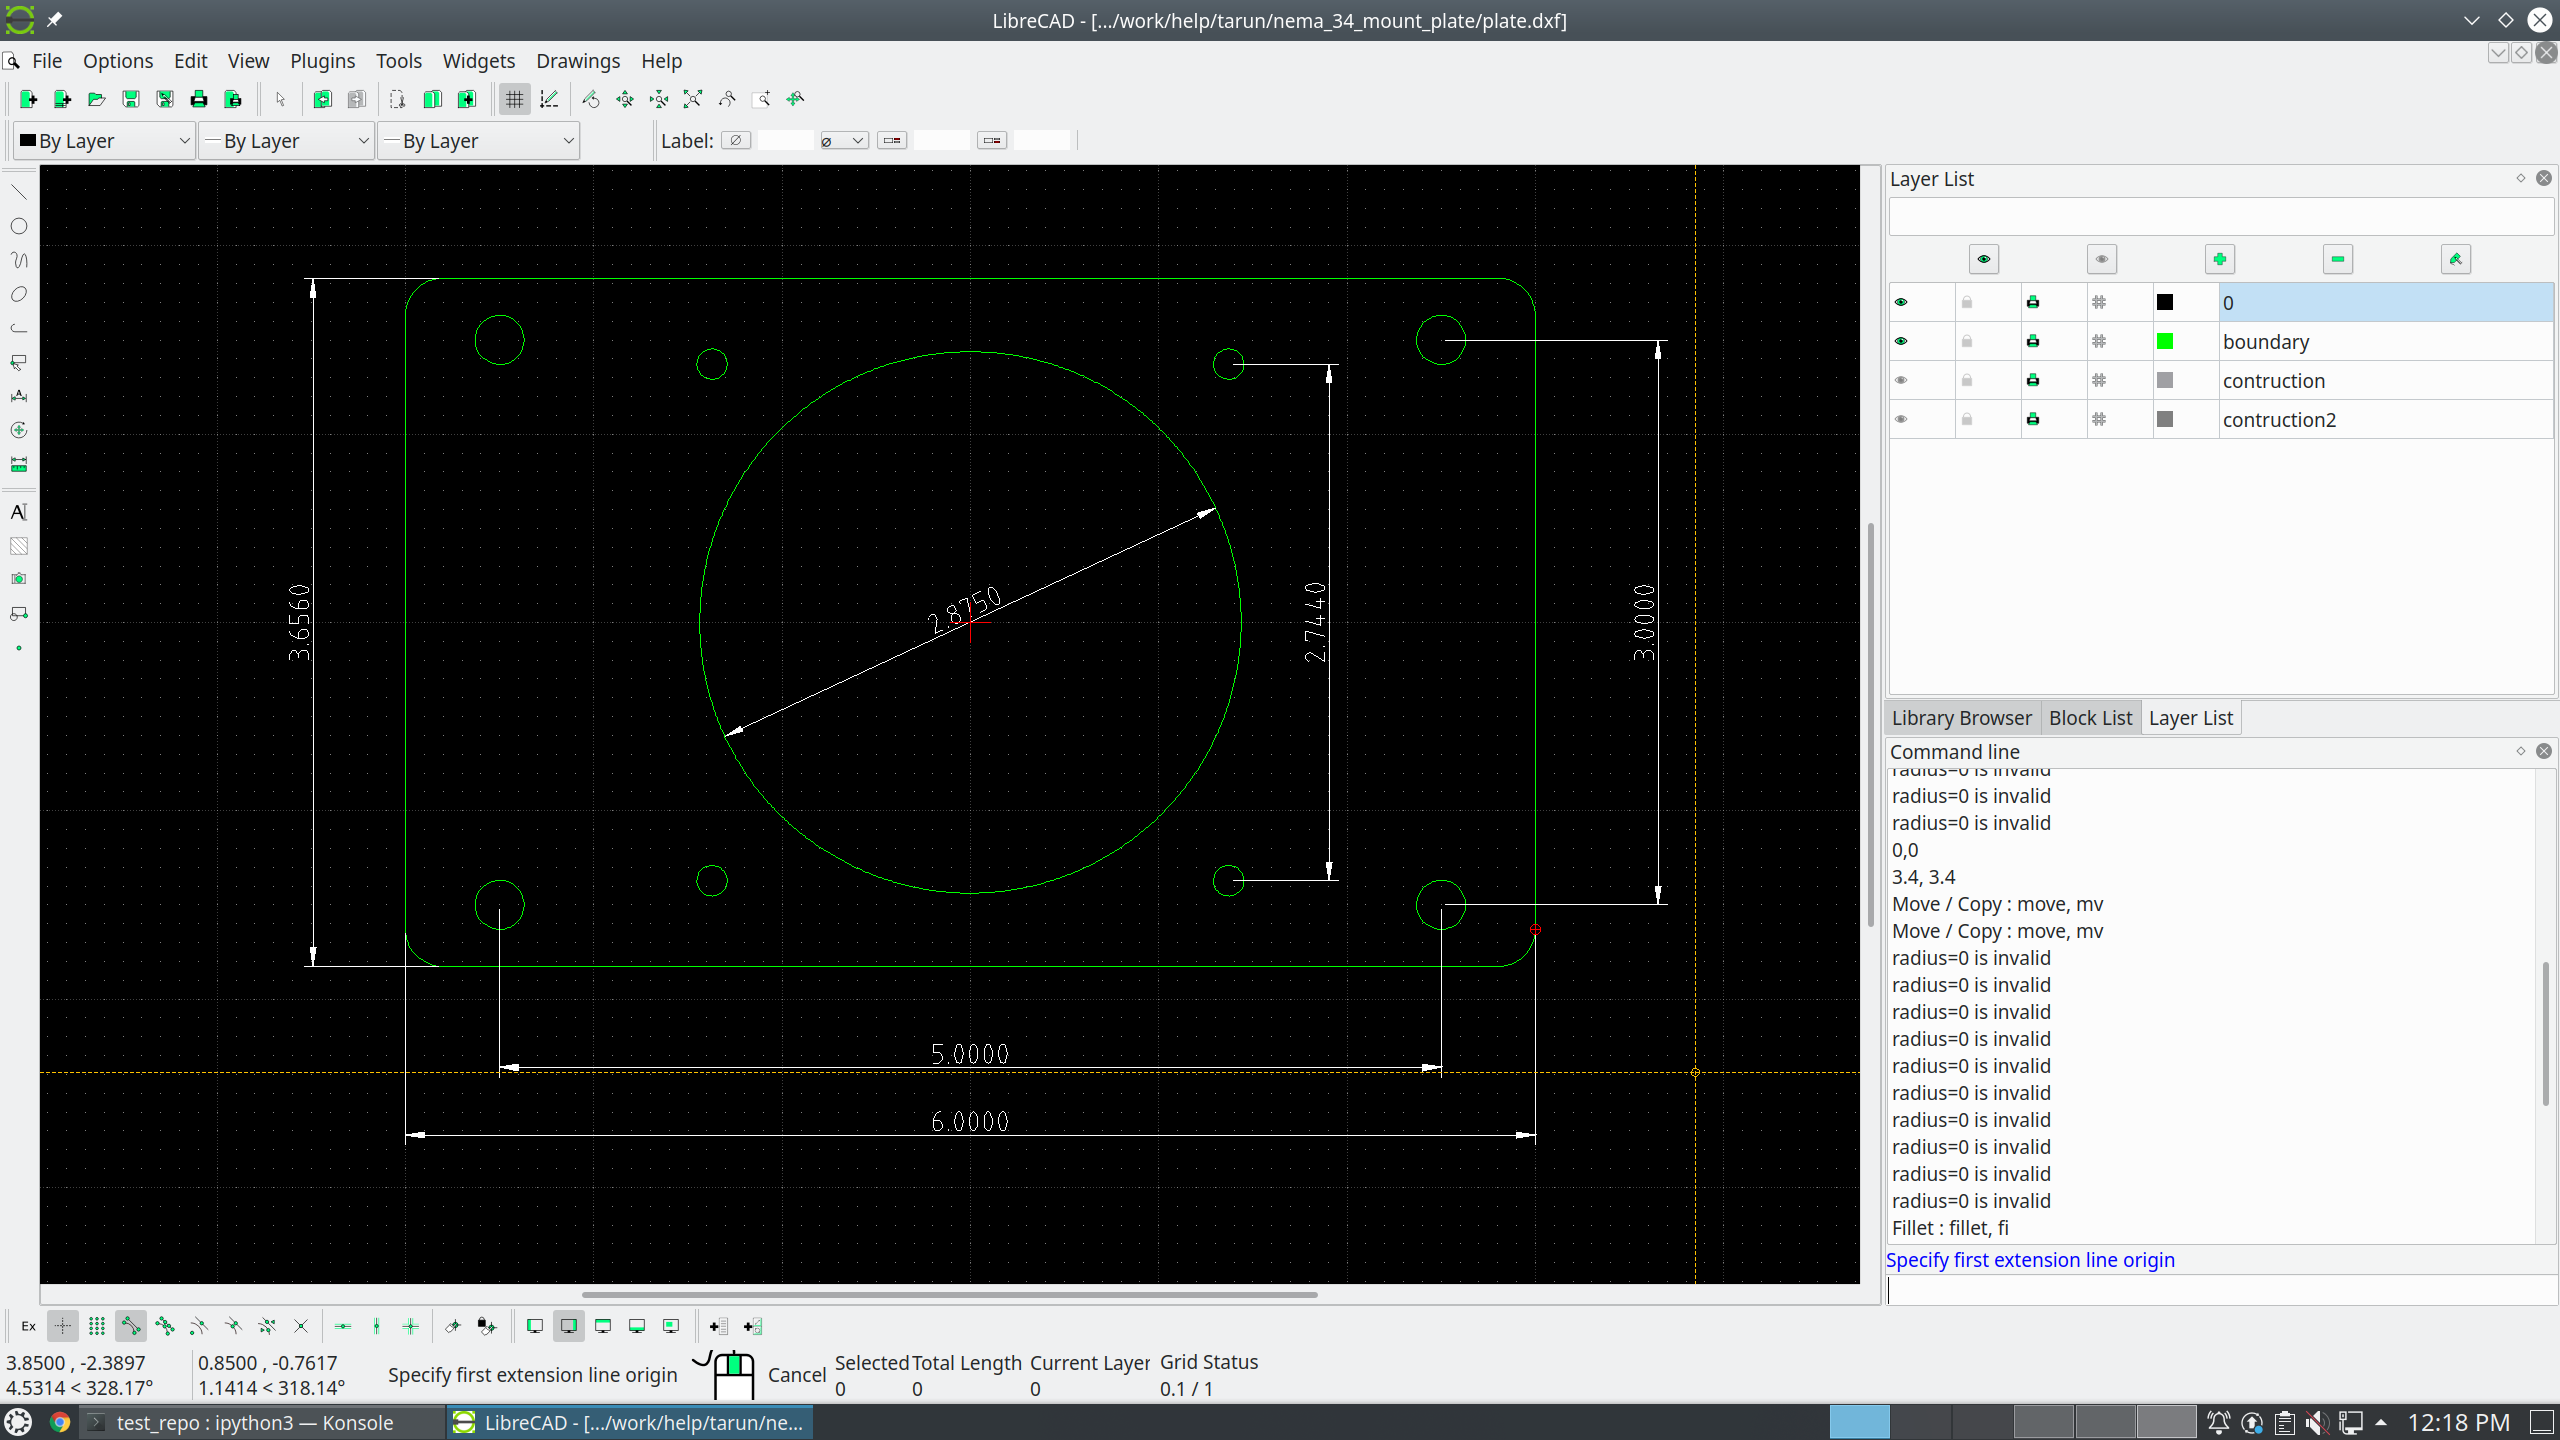 LibreCAD - [.../work/help/tarun/nema_34_mount_plate/plate.dxf]
File Options Edit View Plugins Tools Widgets Drawings Help
By Layer By Layer By Layer Label: ⌀
Layer List
0
boundary
contruction
contruction2
3.6560
2.8750
2.7440
3.0000
5.0000
6.0000
Library Browser Block List Layer List
Command line
radius=0 is invalid
radius=0 is invalid
radius=0 is invalid
0,0
3.4, 3.4
Move / Copy : move, mv
Move / Copy : move, mv
radius=0 is invalid
radius=0 is invalid
radius=0 is invalid
radius=0 is invalid
radius=0 is invalid
radius=0 is invalid
radius=0 is invalid
radius=0 is invalid
radius=0 is invalid
radius=0 is invalid
Fillet : fillet, fi
Specify first extension line origin
Ex
3.8500 , -2.3897
4.5314 < 328.17°
0.8500 , -0.7617
1.1414 < 318.14°
Specify first extension line origin
Cancel
Selected Total Length Current Layer Grid Status
0 0 0 0.1 / 1
test_repo : ipython3 — Konsole
LibreCAD - [.../work/help/tarun/ne...
12:18 PM